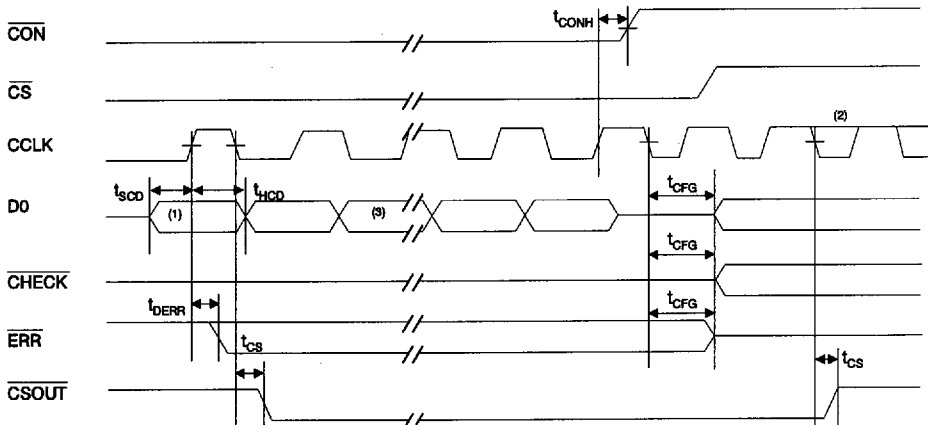 CON
tCONH
CS
CCLK
(2)
tSCD
tHCD
tCFG
D0
(1)
(3)
tCFG
CHECK
tDERR
tCFG
ERR
tCS
tCS
CSOUT